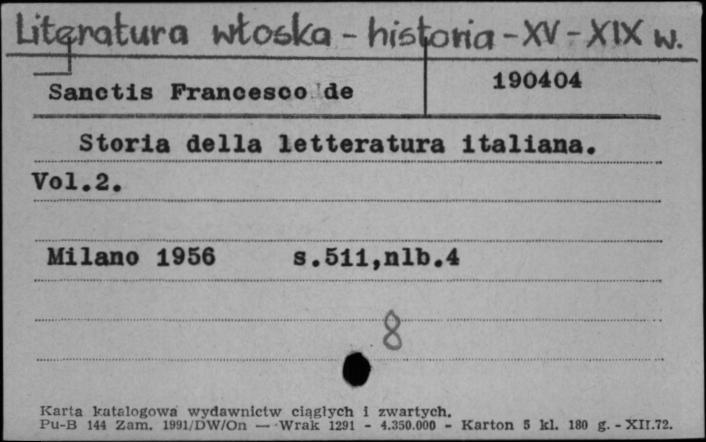 Literatura włoska - historia - XV - XIX w.
Sanctis Francesco de 190404
Storia della letteratura italiana.
Vol.2.
Milano 1956 s.511,nlb.4
8
Karta katalogowa wydawnictw ciągłych i zwartych.
Pu-B 144 Zam. 1991/DW/On — Wrak 1291 - 4.350.000 - Karton 5 kl. 180 g. - XII.72.